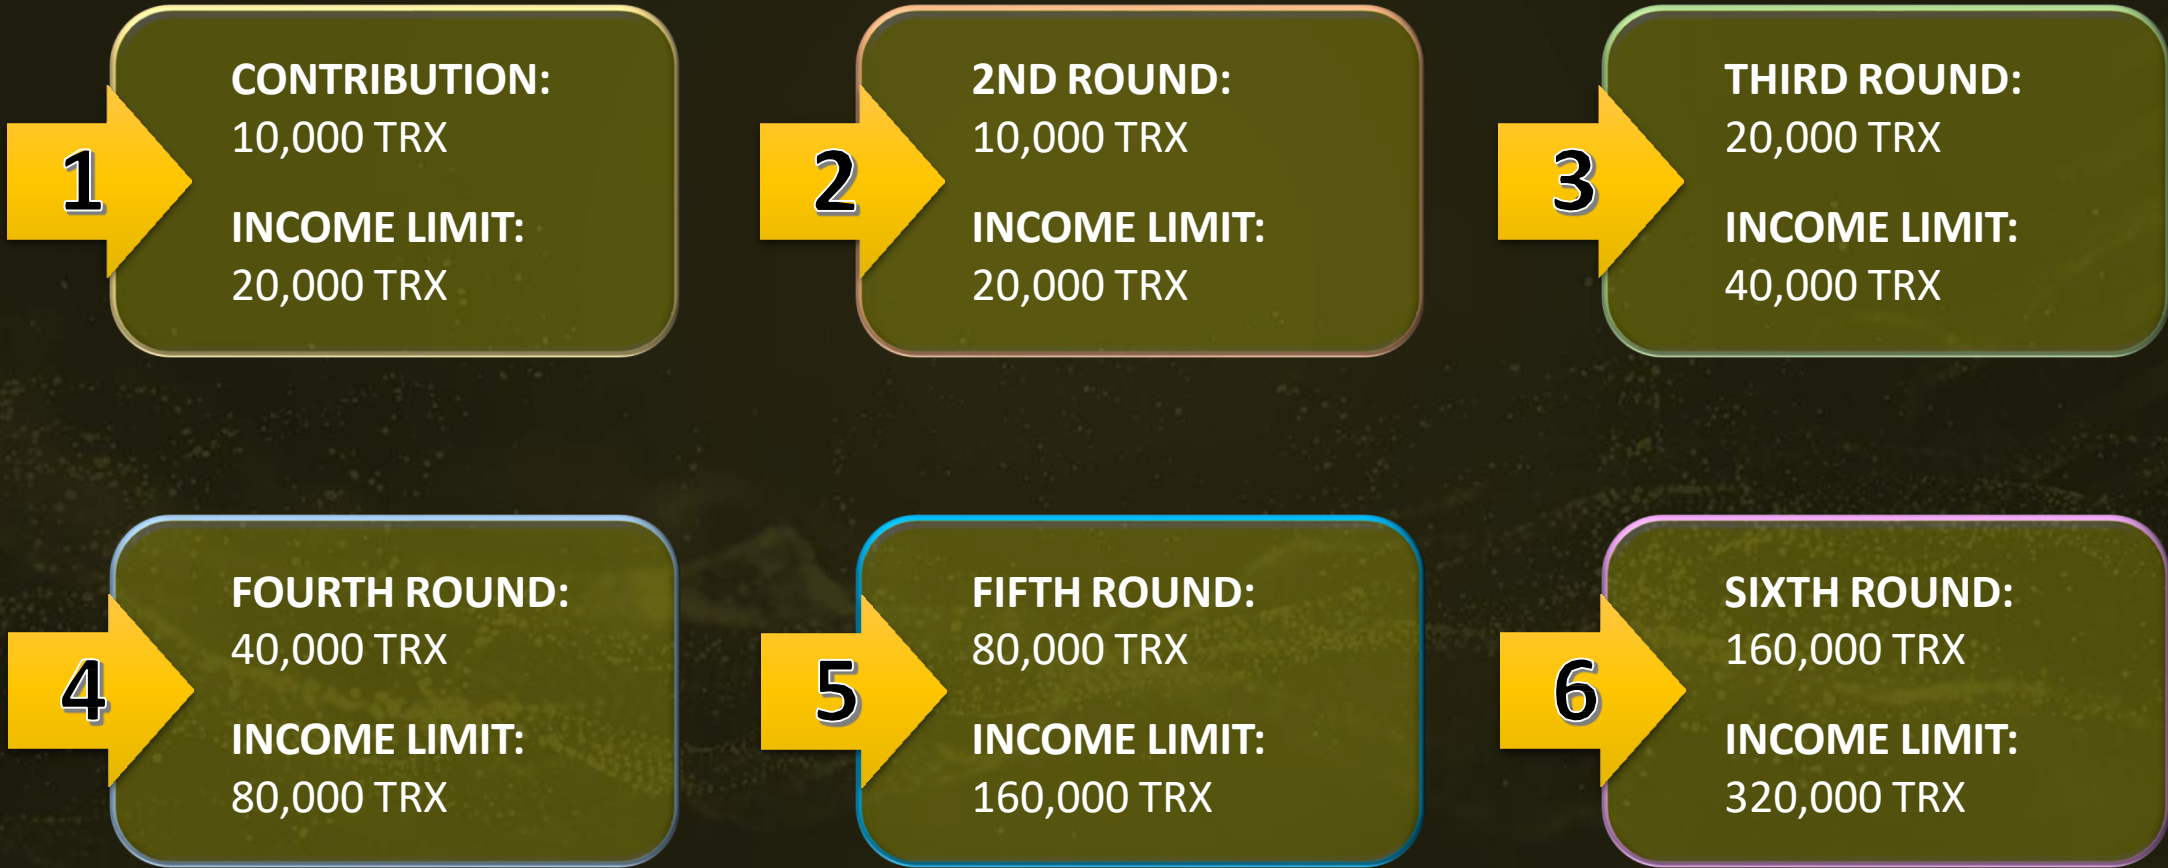 1
CONTRIBUTION:
10,000 TRX
INCOME LIMIT:
20,000 TRX
2
2ND ROUND:
10,000 TRX
INCOME LIMIT:
20,000 TRX
3
THIRD ROUND:
20,000 TRX
INCOME LIMIT:
40,000 TRX
4
FOURTH ROUND:
40,000 TRX
INCOME LIMIT:
80,000 TRX
5
FIFTH ROUND:
80,000 TRX
INCOME LIMIT:
160,000 TRX
6
SIXTH ROUND:
160,000 TRX
INCOME LIMIT:
320,000 TRX